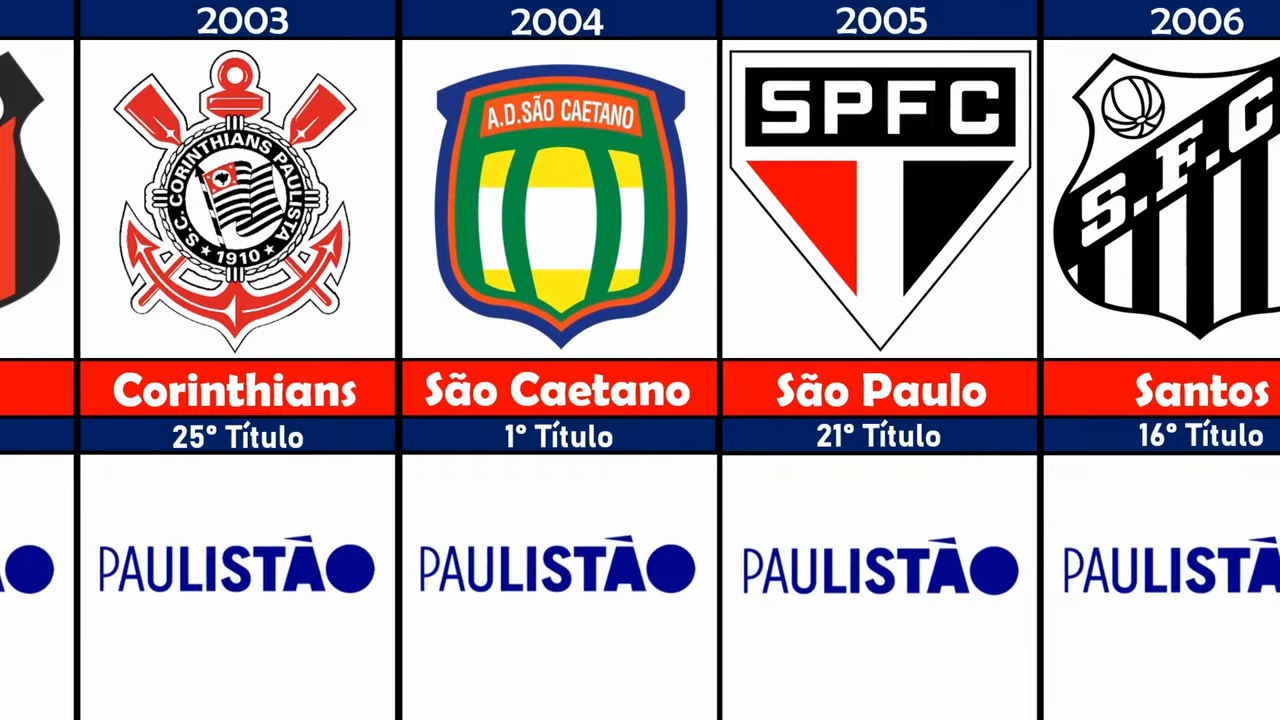 2003
2004
2005
2006
S.C. CORINTHIANS PAULISTA
1910
A.D.SÃO CAETANO
SPFC
S.F.C
Corinthians
São Caetano
São Paulo
Santos
25° Título
1° Título
21° Título
16° Título
PAULISTÃO
PAULISTÃO
PAULISTÃO
PAULISTÃ